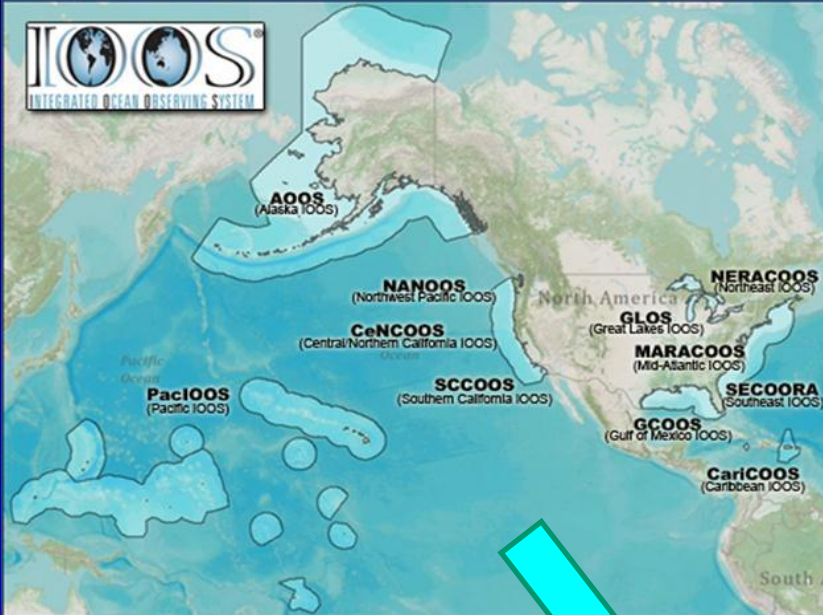 IOOS®
INTEGRATED OCEAN OBSERVING SYSTEM
AOOS
(Alaska IOOS)
NANOOS
(Northwest Pacific IOOS)
North America
NERACOOS
(Northeast IOOS)
GLOS
(Great Lakes IOOS)
CeNCOOS
(Central/Northern California IOOS)
MARACOOS
(Mid-Atlantic IOOS)
Pacific
Ocean
Ocean
PacIOOS
(Pacific IOOS)
SCCOOS
(Southern California IOOS)
SECOORA
(Southeast IOOS)
GCOOS
(Gulf of Mexico IOOS)
CariCOOS
(Caribbean IOOS)
South